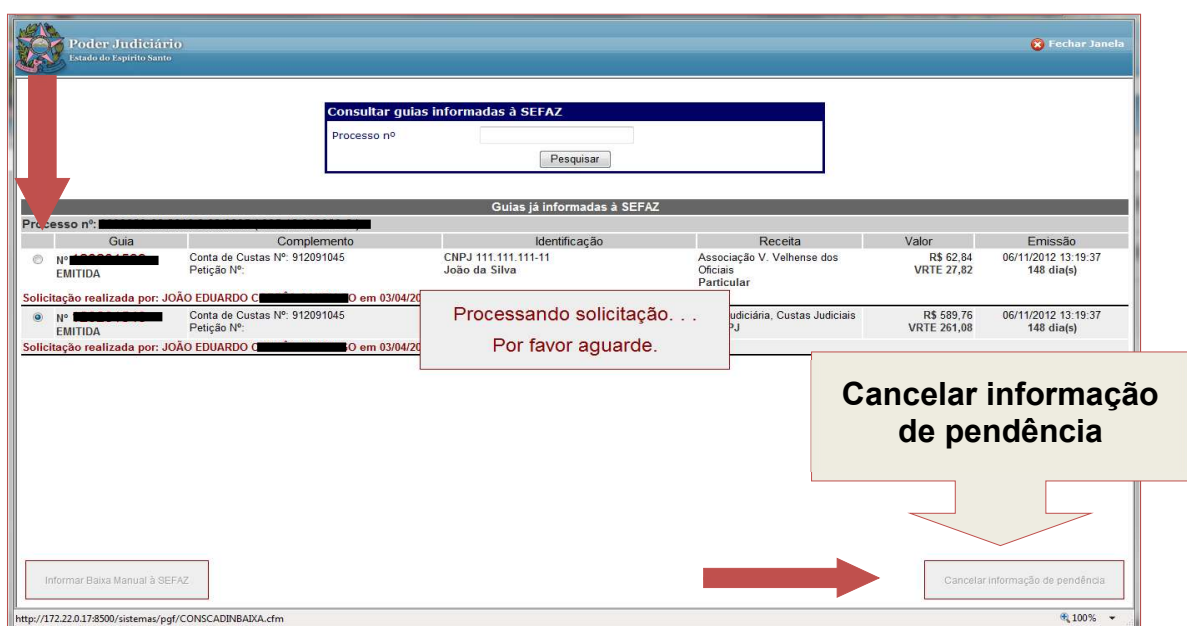 Poder Judiciário
Estado do Espírito Santo
Fechar Janela
Consultar guias informadas à SEFAZ
Processo nº
Pesquisar
Guias já informadas à SEFAZ
Processo nº:
Guia Complemento Identificação Receita Valor Emissão
Nº Conta de Custas Nº: 912091045 CNPJ 111.111.111-11 Associação V. Velhense dos R$ 62,84 06/11/2012 13:19:37
EMITIDA Petição Nº: João da Silva Oficiais VRTE 27,82 148 dia(s)
Particular
Solicitação realizada por: JOÃO EDUARDO C O em 03/04/20
Nº Conta de Custas Nº: 912091045 udiciária, Custas Judiciais R$ 589,76 06/11/2012 13:19:37
EMITIDA Petição Nº: J VRTE 261,08 148 dia(s)
Solicitação realizada por: JOÃO EDUARDO C O em 03/04/20
Processando solicitação. . .
Por favor aguarde.
Cancelar informação
de pendência
Informar Baixa Manual à SEFAZ
Cancelar informação de pendência
http://172.22.0.17:8500/sistemas/pgf/CONSCADINBAIXA.cfm 100%